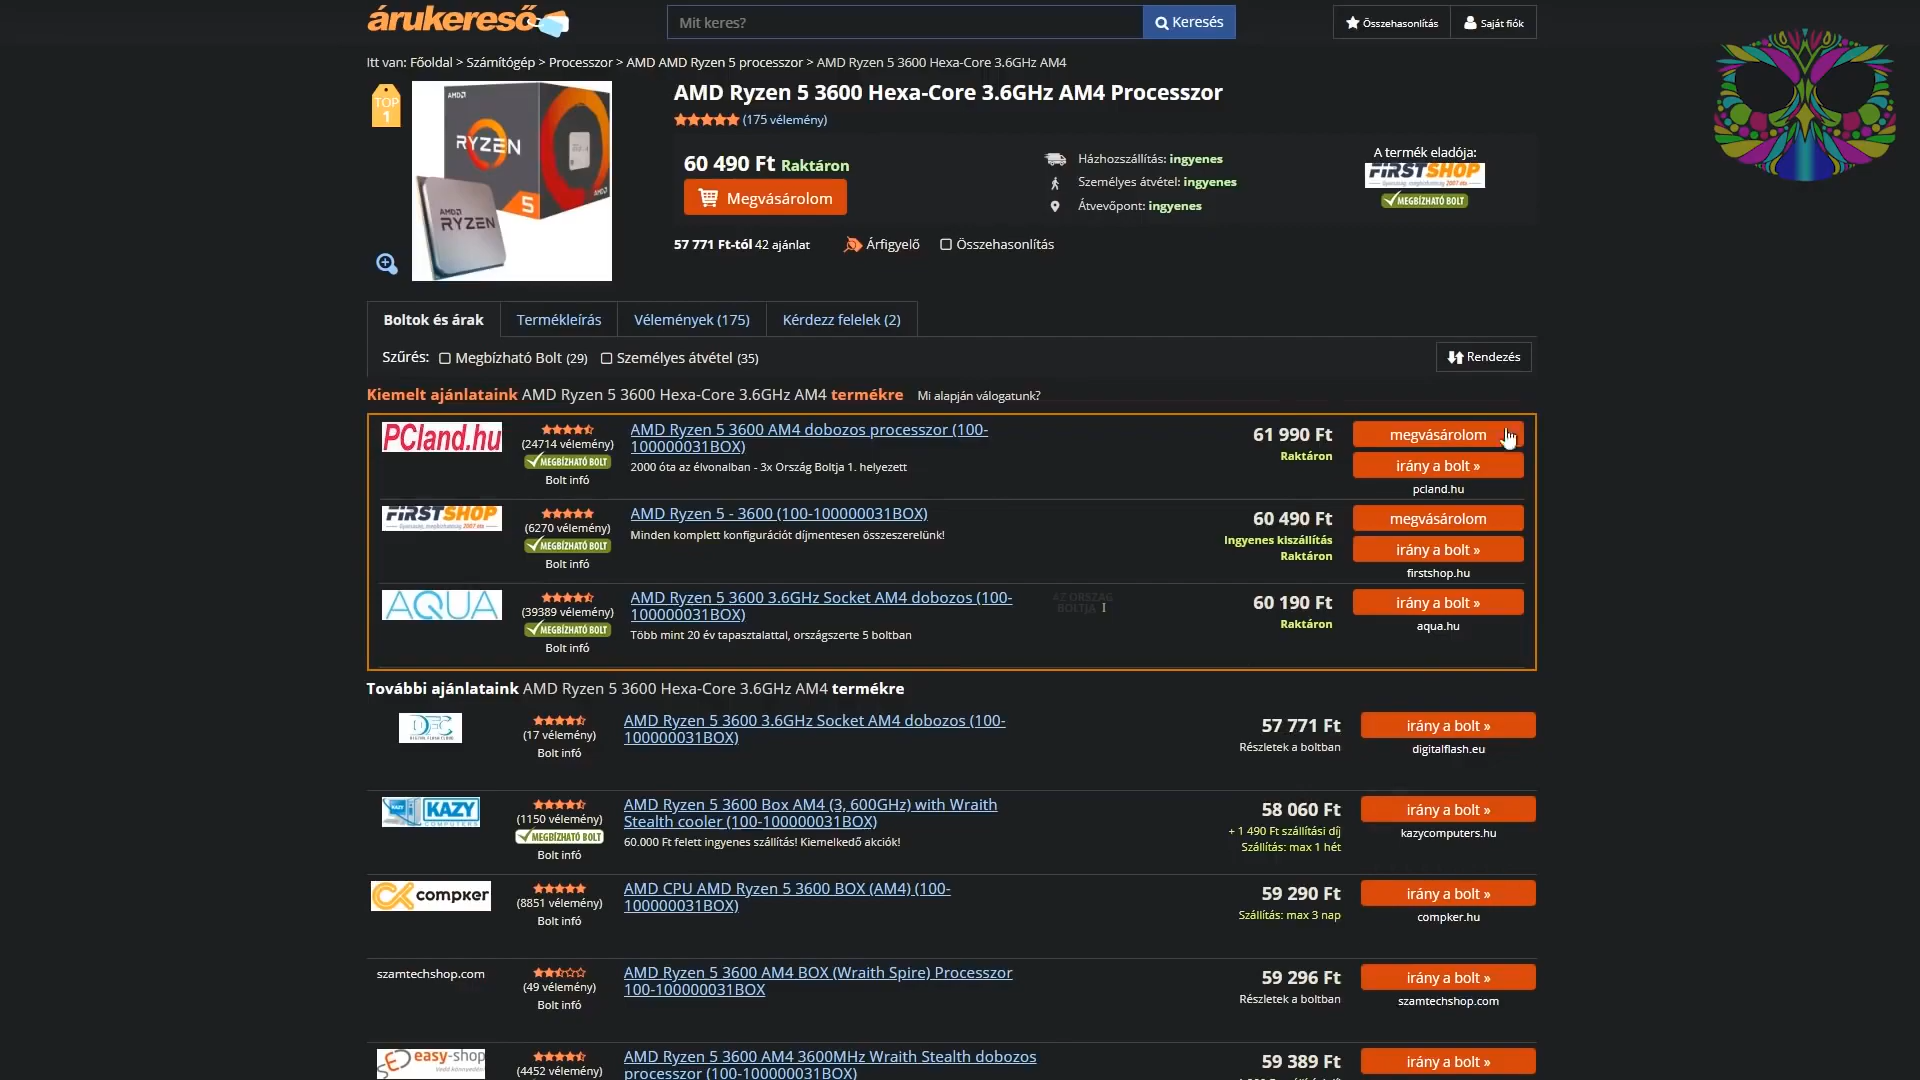 árukereső
Mit keres?
Keresés
Összehasonlítás
Saját fiók
Itt van: Főoldal > Számítógép > Processzor > AMD AMD Ryzen 5 processzor > AMD Ryzen 5 3600 Hexa-Core 3.6GHz AM4
TOP
1
AMD
RYZEN
5
AMD
AMD
RYZEN
AMD Ryzen 5 3600 Hexa-Core 3.6GHz AM4 Processzor
(175 vélemény)
60 490 Ft Raktáron
Megvásárolom
Házhozszállítás: ingyenes
Személyes átvétel: ingyenes
Átvevőpont: ingyenes
A termék eladója:
FIRSTSHOP
MEGBÍZHATÓ BOLT
57 771 Ft-tól 42 ajánlat
Árfigyelő
Összehasonlítás
Boltok és árak
Termékleírás
Vélemények (175)
Kérdezz felelek (2)
Szűrés:
Megbízható Bolt (29)
Személyes átvétel (35)
Rendezés
Kiemelt ajánlataink AMD Ryzen 5 3600 Hexa-Core 3.6GHz AM4 termékre
Mi alapján válogatunk?
PCland.hu
(24714 vélemény)
MEGBÍZHATÓ BOLT
Bolt infó
AMD Ryzen 5 3600 AM4 dobozos processzor (100-
100000031BOX)
2000 óta az élvonalban - 3x Ország Boltja 1. helyezett
61 990 Ft
Raktáron
megvásárolom
irány a bolt »
pcland.hu
FIRSTSHOP
(6270 vélemény)
MEGBÍZHATÓ BOLT
Bolt infó
AMD Ryzen 5 - 3600 (100-100000031BOX)
Minden komplett konfigurációt díjmentesen összeszerelünk!
60 490 Ft
Ingyenes kiszállítás
Raktáron
megvásárolom
irány a bolt »
firstshop.hu
AQUA
(39389 vélemény)
MEGBÍZHATÓ BOLT
Bolt infó
AMD Ryzen 5 3600 3.6GHz Socket AM4 dobozos (100-
100000031BOX)
Több mint 20 év tapasztalattal, országszerte 5 boltban
AZ ORSZÁG
BOLTJA
60 190 Ft
Raktáron
irány a bolt »
aqua.hu
További ajánlataink AMD Ryzen 5 3600 Hexa-Core 3.6GHz AM4 termékre
(17 vélemény)
Bolt infó
AMD Ryzen 5 3600 3.6GHz Socket AM4 dobozos (100-
100000031BOX)
57 771 Ft
Részletek a boltban
irány a bolt »
digitalflash.eu
KAZY
COMPUTERS
(1150 vélemény)
MEGBÍZHATÓ BOLT
Bolt infó
AMD Ryzen 5 3600 Box AM4 (3, 600GHz) with Wraith
Stealth cooler (100-100000031BOX)
60.000 Ft felett ingyenes szállítás! Kiemelkedő akciók!
58 060 Ft
+ 1 490 Ft szállítási díj
Szállítás: max 1 hét
irány a bolt »
kazycomputers.hu
compker
(8851 vélemény)
Bolt infó
AMD CPU AMD Ryzen 5 3600 BOX (AM4) (100-
100000031BOX)
59 290 Ft
Szállítás: max 3 nap
irány a bolt »
compker.hu
szamtechshop.com
(49 vélemény)
Bolt infó
AMD Ryzen 5 3600 AM4 BOX (Wraith Spire) Processzor
100-100000031BOX
59 296 Ft
Részletek a boltban
irány a bolt »
szamtechshop.com
easy-shop
(4452 vélemény)
AMD Ryzen 5 3600 AM4 3600MHz Wraith Stealth dobozos
processzor (100-100000031BOX)
59 389 Ft
irány a bolt »